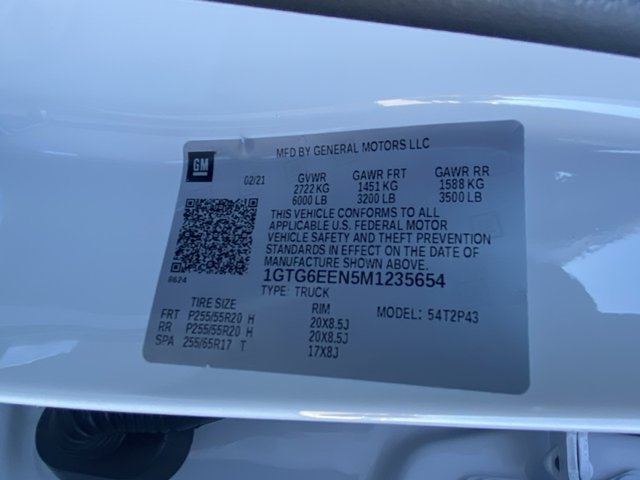 GM
MFD BY GENERAL MOTORS LLC
02/21
GVWR GAWR FRT GAWR RR
2722 KG 1451 KG 1588 KG
6000 LB 3200 LB 3500 LB
THIS VEHICLE CONFORMS TO ALL
APPLICABLE U.S. FEDERAL MOTOR
VEHICLE SAFETY AND THEFT PREVENTION
STANDARDS IN EFFECT ON THE DATE OF
MANUFACTURE SHOWN ABOVE.
8624
1GTG6EEN5M1235654
TYPE: TRUCK
TIRE SIZE RIM MODEL: 54T2P43
FRT P255/55R20 H 20X8.5J
RR P255/55R20 H 20X8.5J
SPA 255/65R17 T 17X8J